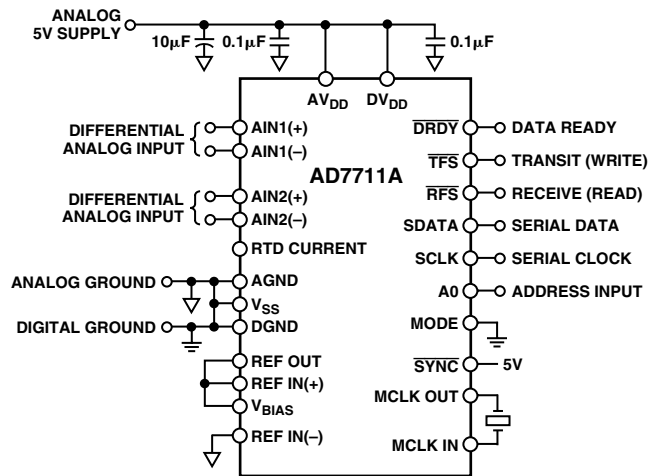 ANALOG
5V SUPPLY
10µF
0.1µF
0.1µF
AVDD
DVDD
DIFFERENTIAL
ANALOG INPUT
AIN1(+)
AIN1(–)
DRDY
DATA READY
AD7711A
TFS
TRANSIT (WRITE)
DIFFERENTIAL
ANALOG INPUT
AIN2(+)
AIN2(–)
RFS
RECEIVE (READ)
SDATA
SERIAL DATA
RTD CURRENT
SCLK
SERIAL CLOCK
ANALOG GROUND
AGND
A0
ADDRESS INPUT
VSS
DIGITAL GROUND
DGND
MODE
REF OUT
SYNC
5V
REF IN(+)
VBIAS
MCLK OUT
REF IN(–)
MCLK IN